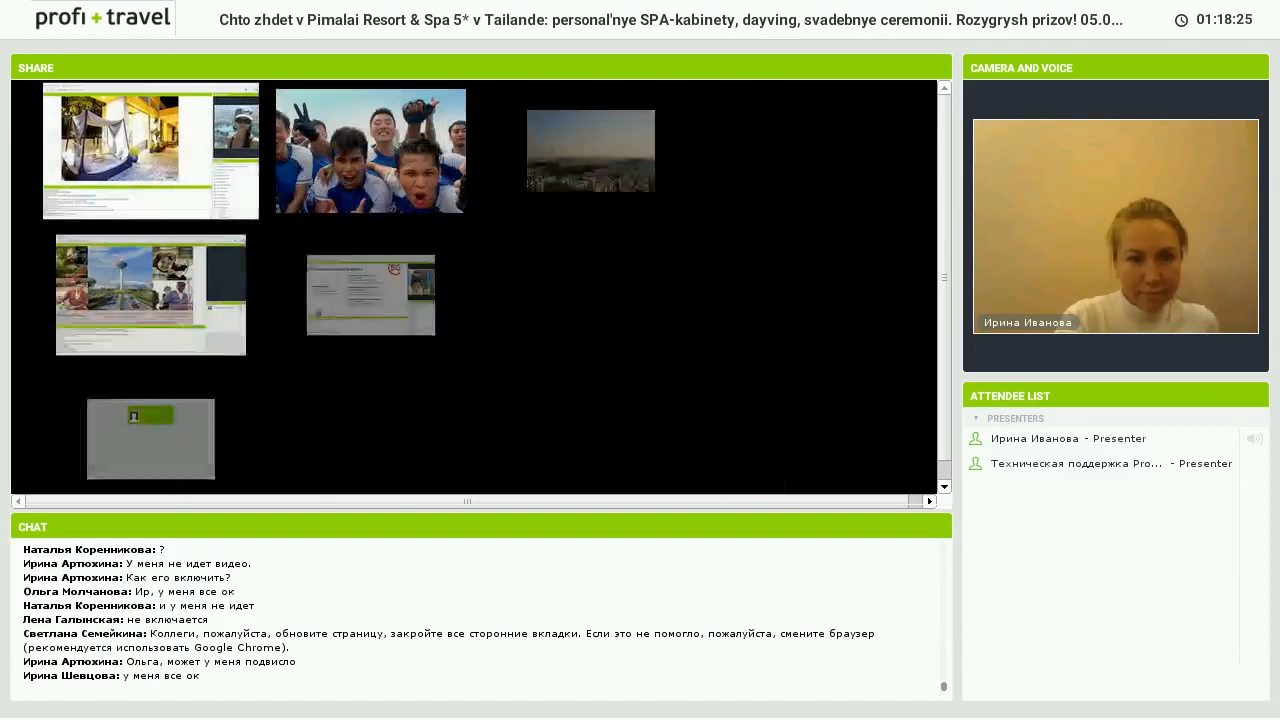 profi + travel
Chto zhdet v Pimalai Resort & Spa 5* v Tailande: personal'nye SPA-kabinety, dayving, svadebnye ceremonii. Rozygrysh prizov! 05.0...
01:18:25
SHARE
CAMERA AND VOICE
Ирина Иванова
ATTENDEE LIST
PRESENTERS
Ирина Иванова - Presenter
Техническая поддержка Pro... - Presenter
CHAT
Наталья Коренникова: ?
Ирина Артюхина: У меня не идет видео.
Ирина Артюхина: Как его включить?
Ольга Молчанова: Ир, у меня все ок
Наталья Коренникова: и у меня не идет
Лена Галынская: не включается
Светлана Семейкина: Коллеги, пожалуйста, обновите страницу, закройте все сторонние вкладки. Если это не помогло, пожалуйста, смените браузер
(рекомендуется использовать Google Chrome).
Ирина Артюхина: Ольга, может у меня подвисло
Ирина Шевцова: у меня все ок